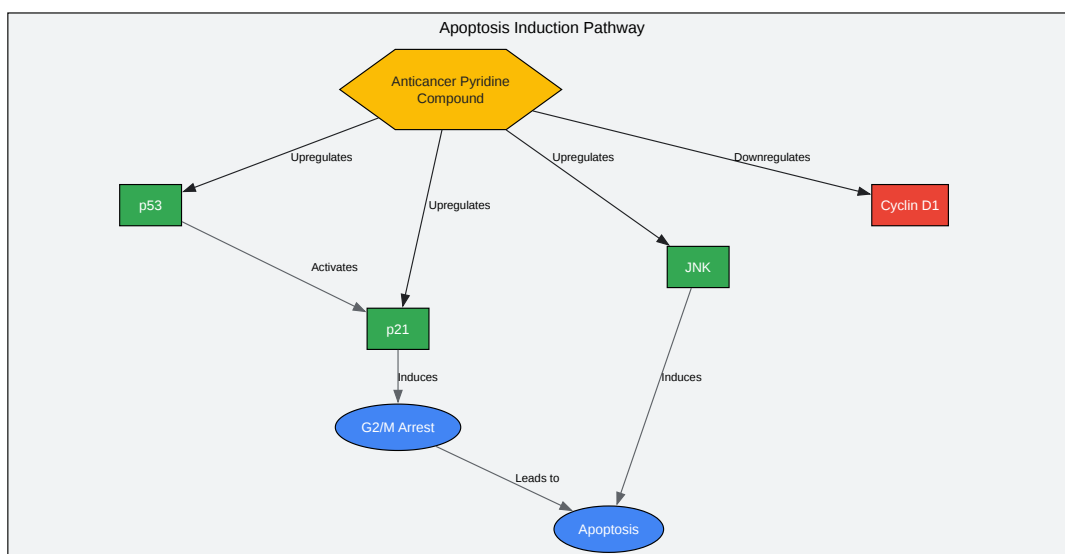 Apoptosis Induction Pathway
Anticancer Pyridine
Compound
Upregulates
Upregulates
Downregulates
p53
Upregulates
Cyclin D1
Activates
JNK
p21
Induces
Induces
G2/M Arrest
Leads to
Apoptosis